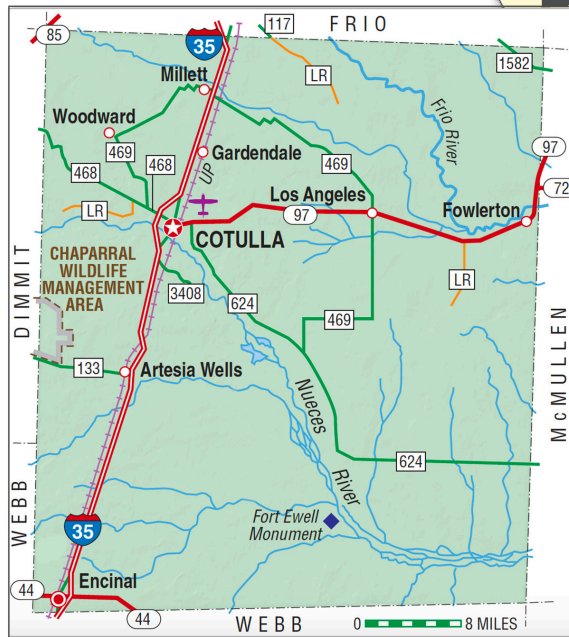 FRIO
85
35
117
1582
Millett
LR
Woodward
Frio River
469
468
468
Gardendale
469
97
UP
Los Angeles
72
LR
97
Fowlerton
COTULLA
CHAPARRAL
WILDLIFE
MANAGEMENT
AREA
DIMMIT
LR
3408
624
469
McMULLEN
133
Artesia Wells
Nueces
River
624
WEBB
Fort Ewell
Monument
35
Encinal
44
44
WEBB
0
8 MILES